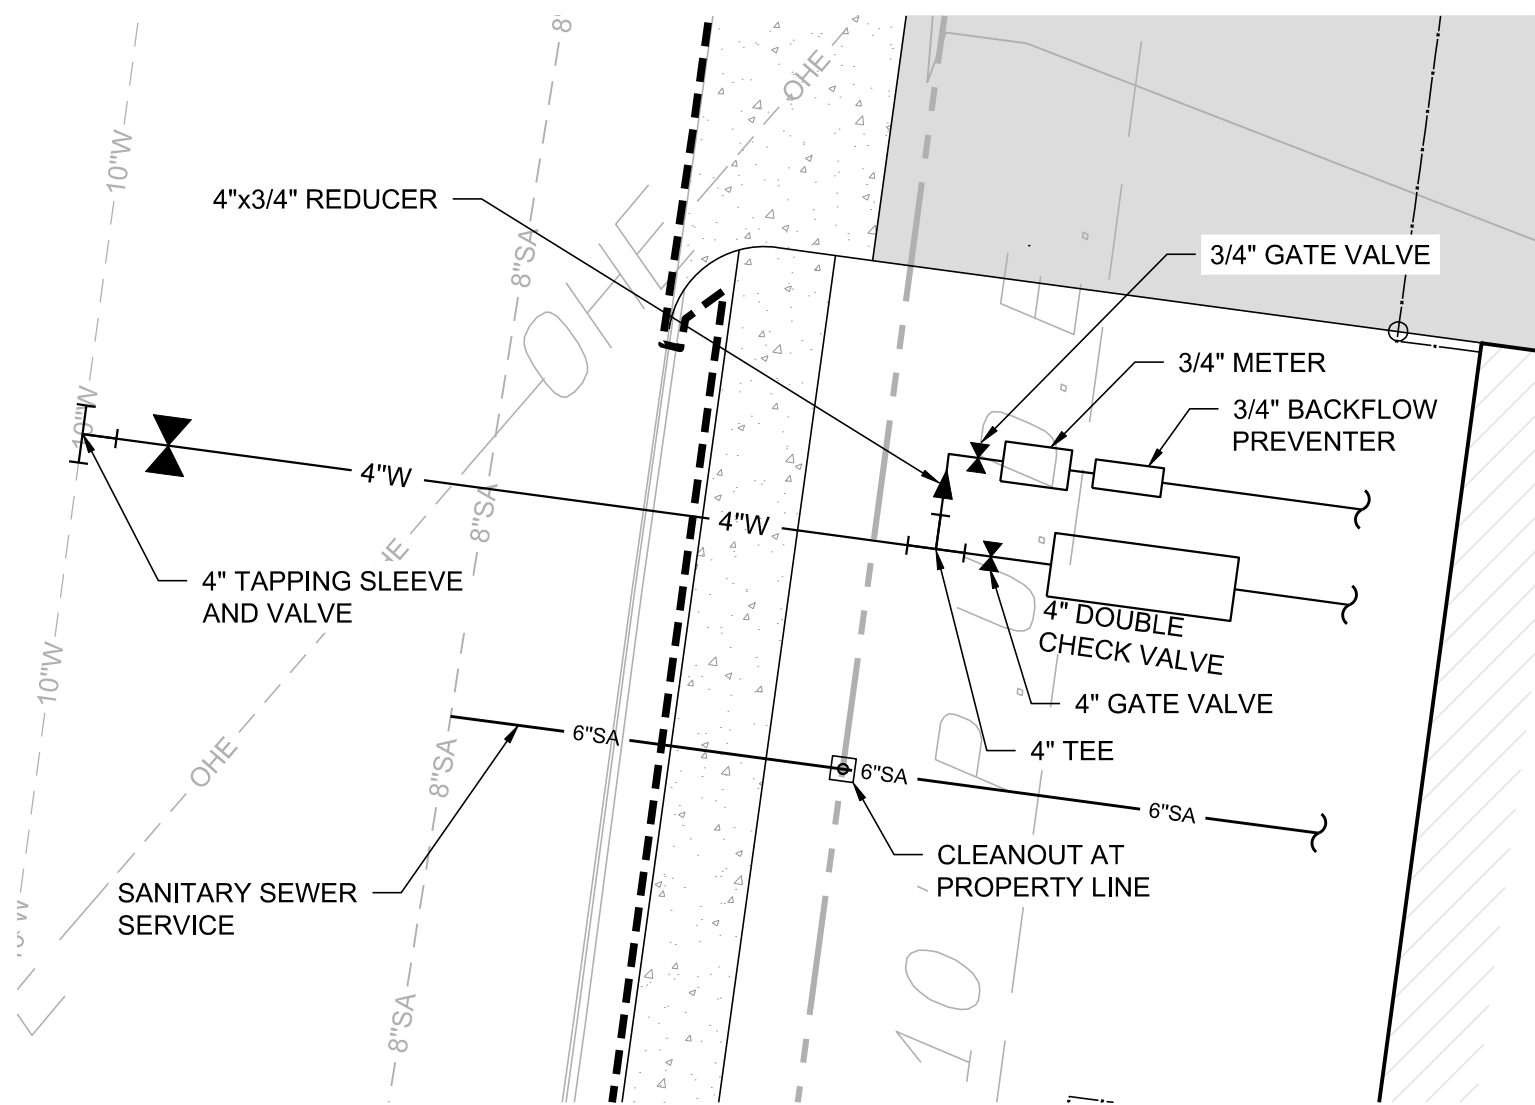 8
OHE
10"W
4"x3/4" REDUCER
8"SA
OHE
3/4" GATE VALVE
3/4" METER
3/4" BACKFLOW
PREVENTER
10"W
4"W
8"SA
4"W
4" TAPPING SLEEVE
AND VALVE
4" DOUBLE
CHECK VALVE
10"W
4" GATE VALVE
6"SA
4" TEE
OHE
8"SA
6"SA
6"SA
CLEANOUT AT
PROPERTY LINE
SANITARY SEWER
SERVICE
10
8"SA